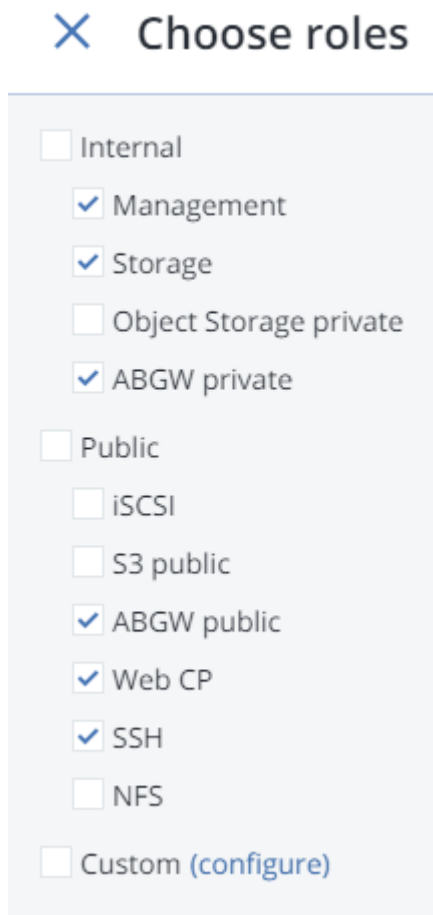 Choose roles
Internal
Management
Storage
Object Storage private
ABGW private
Public
iSCSI
S3 public
ABGW public
Web CP
SSH
NFS
Custom (configure)